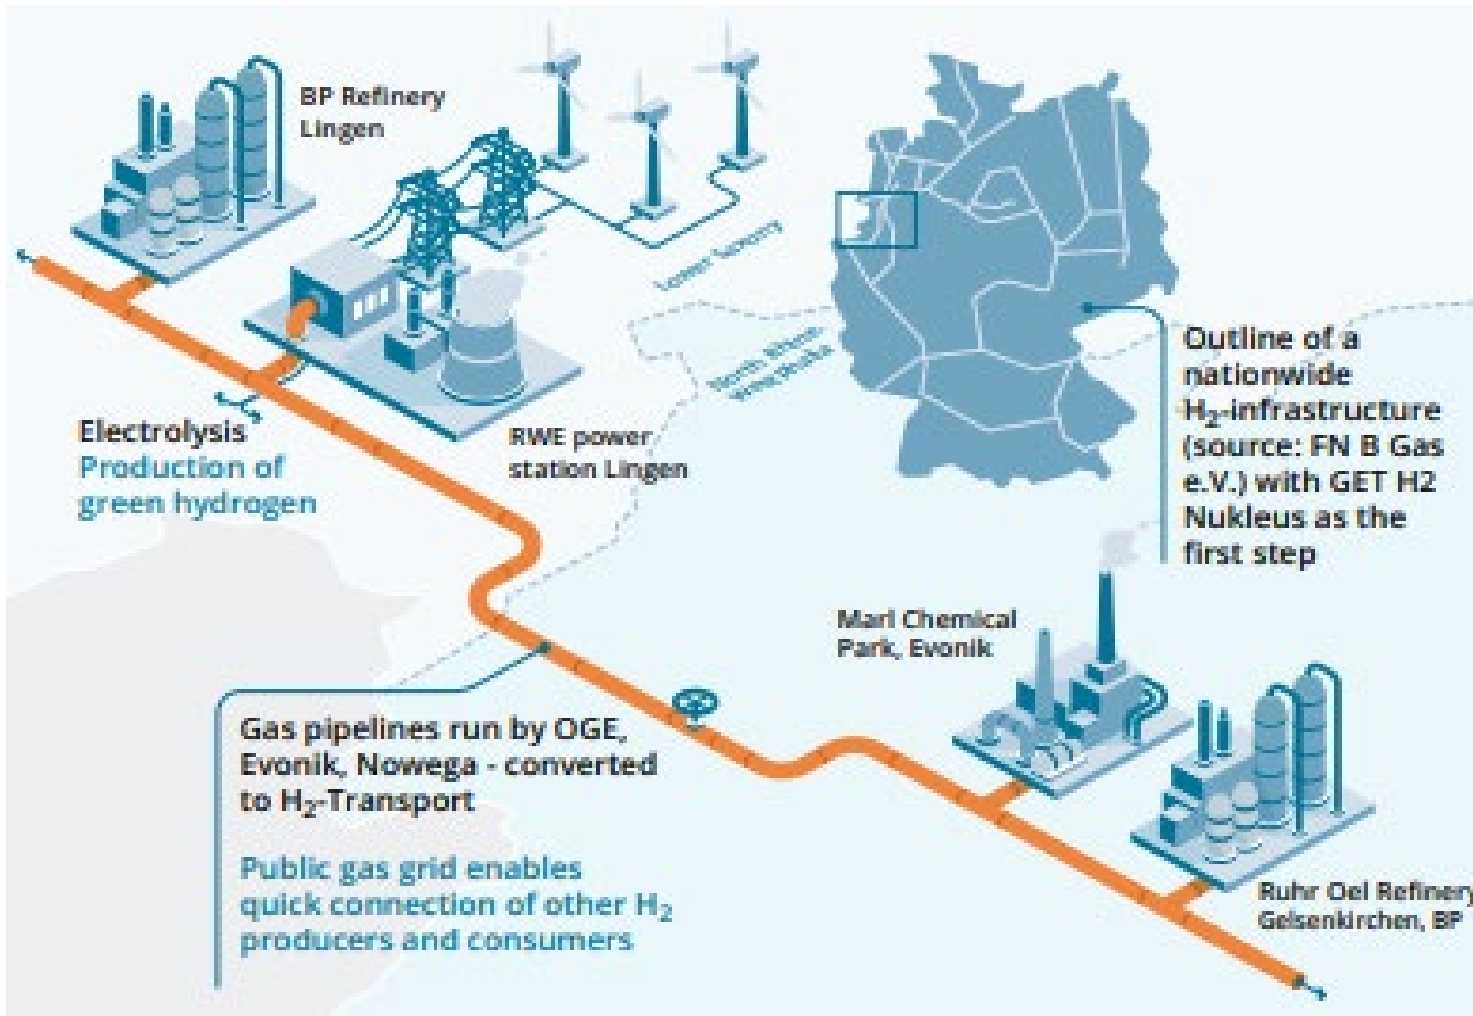 BP Refinery
Lingen
Lower Saxony
North Rhine-
Westphalia
Outline of a
nationwide
H₂-infrastructure
(source: FN B Gas
e.V.) with GET H2
Nukleus as the
first step
Electrolysis
Production of
green hydrogen
RWE power
station Lingen
Marl Chemical
Park, Evonik
Gas pipelines run by OGE,
Evonik, Nowega - converted
to H₂-Transport
Public gas grid enables
quick connection of other H₂
producers and consumers
Ruhr Oel Refinery
Gelsenkirchen, BP